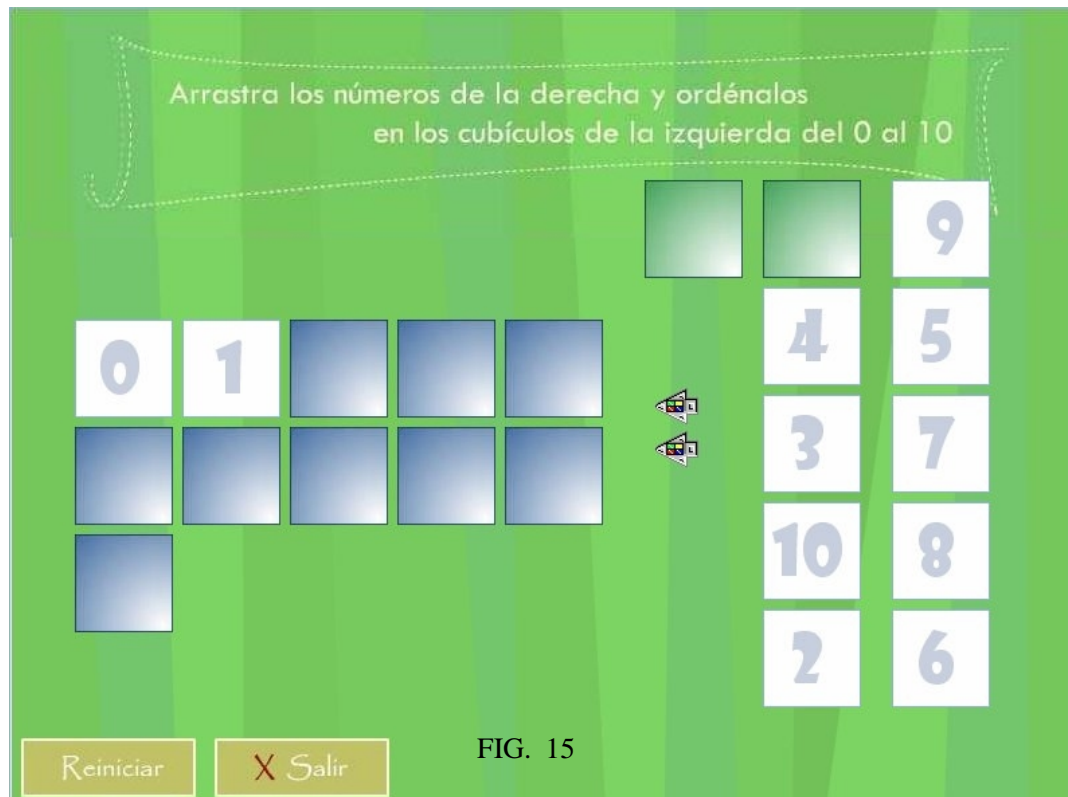 Arrastra los números de la derecha y ordénalos
en los cubículos de la izquierda del 0 al 10
9
4 5
0 1
3 7
10 8
2 6
FIG. 15
Reiniciar
X Salir